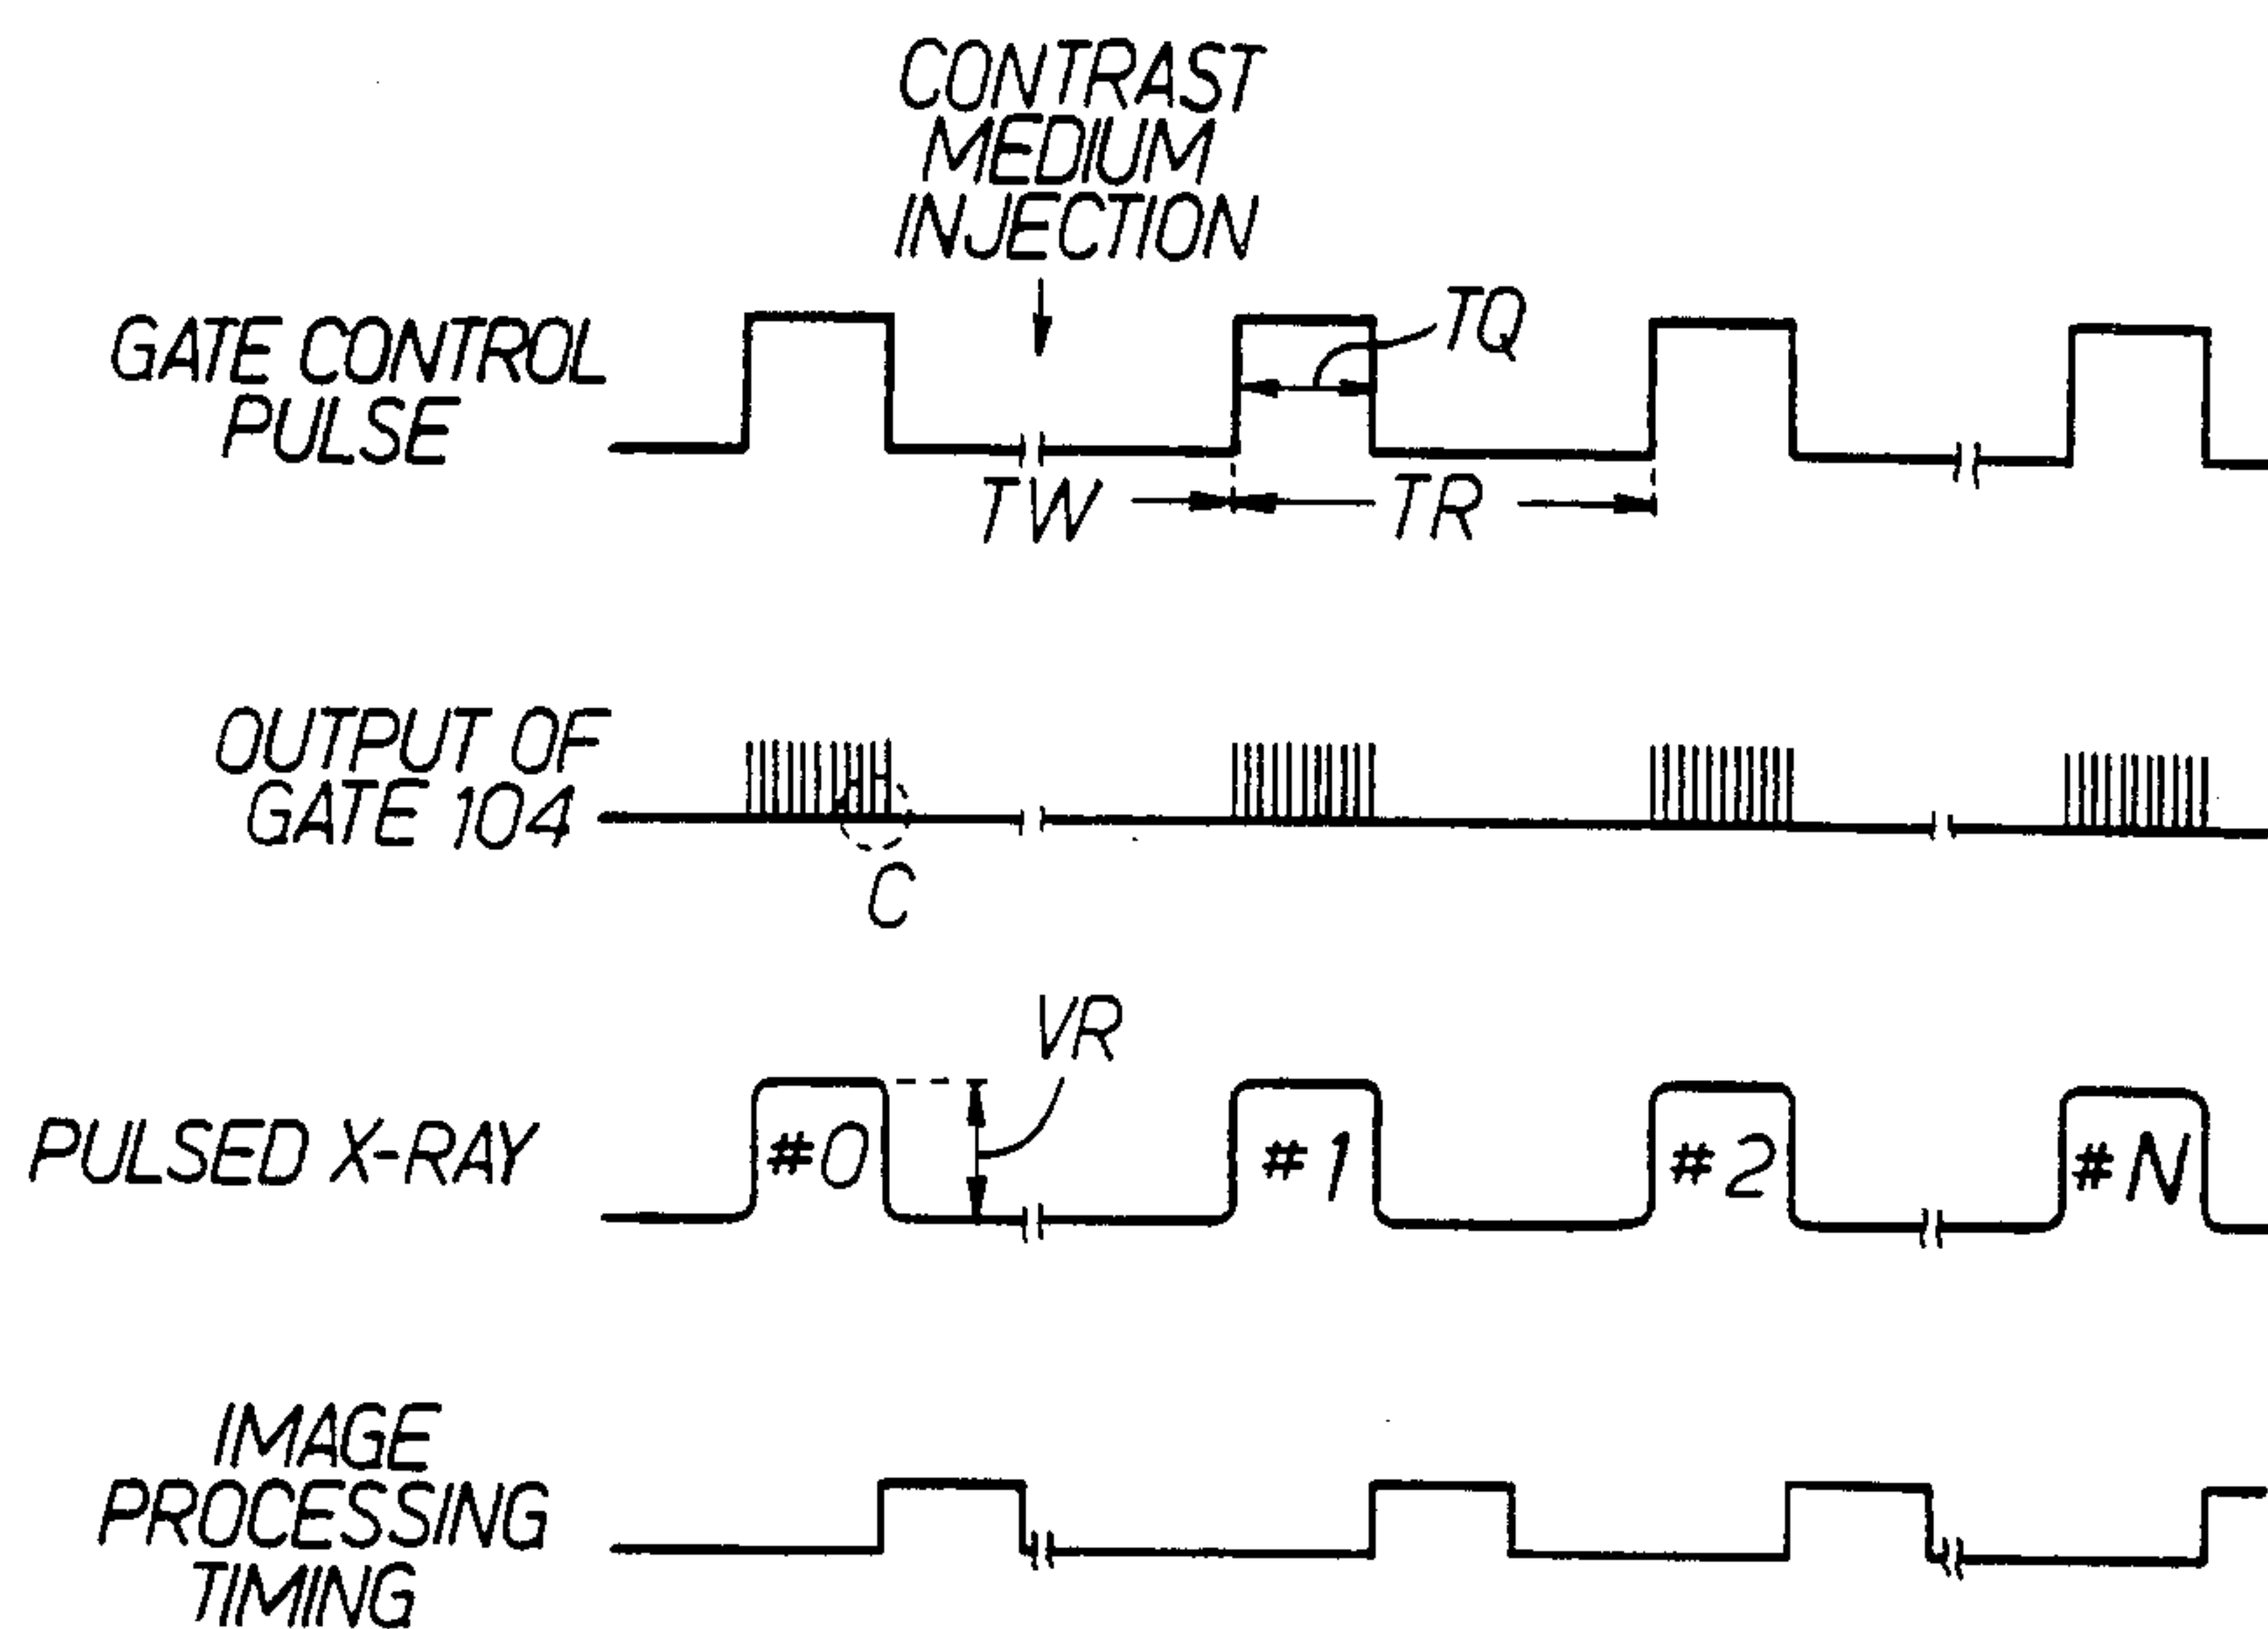 CONTRAST
MEDIUM
INJECTION
GATE CONTROL
PULSE
TQ
TW
TR
OUTPUT OF
GATE 104
C
VR
PULSED X-RAY
#0
#1
#2
#N
IMAGE
PROCESSING
TIMING